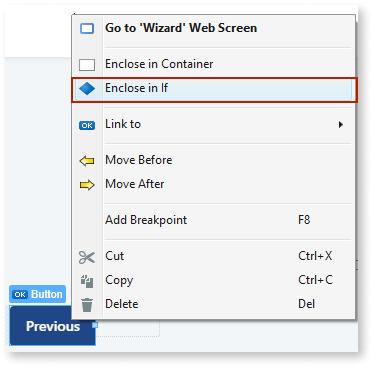 Go to 'Wizard' Web Screen
Enclose in Container
Enclose in If
OK Link to
Move Before
Move After
Add Breakpoint F8
Cut Ctrl+X
Copy Ctrl+C
Delete Del
OK Button
Previous